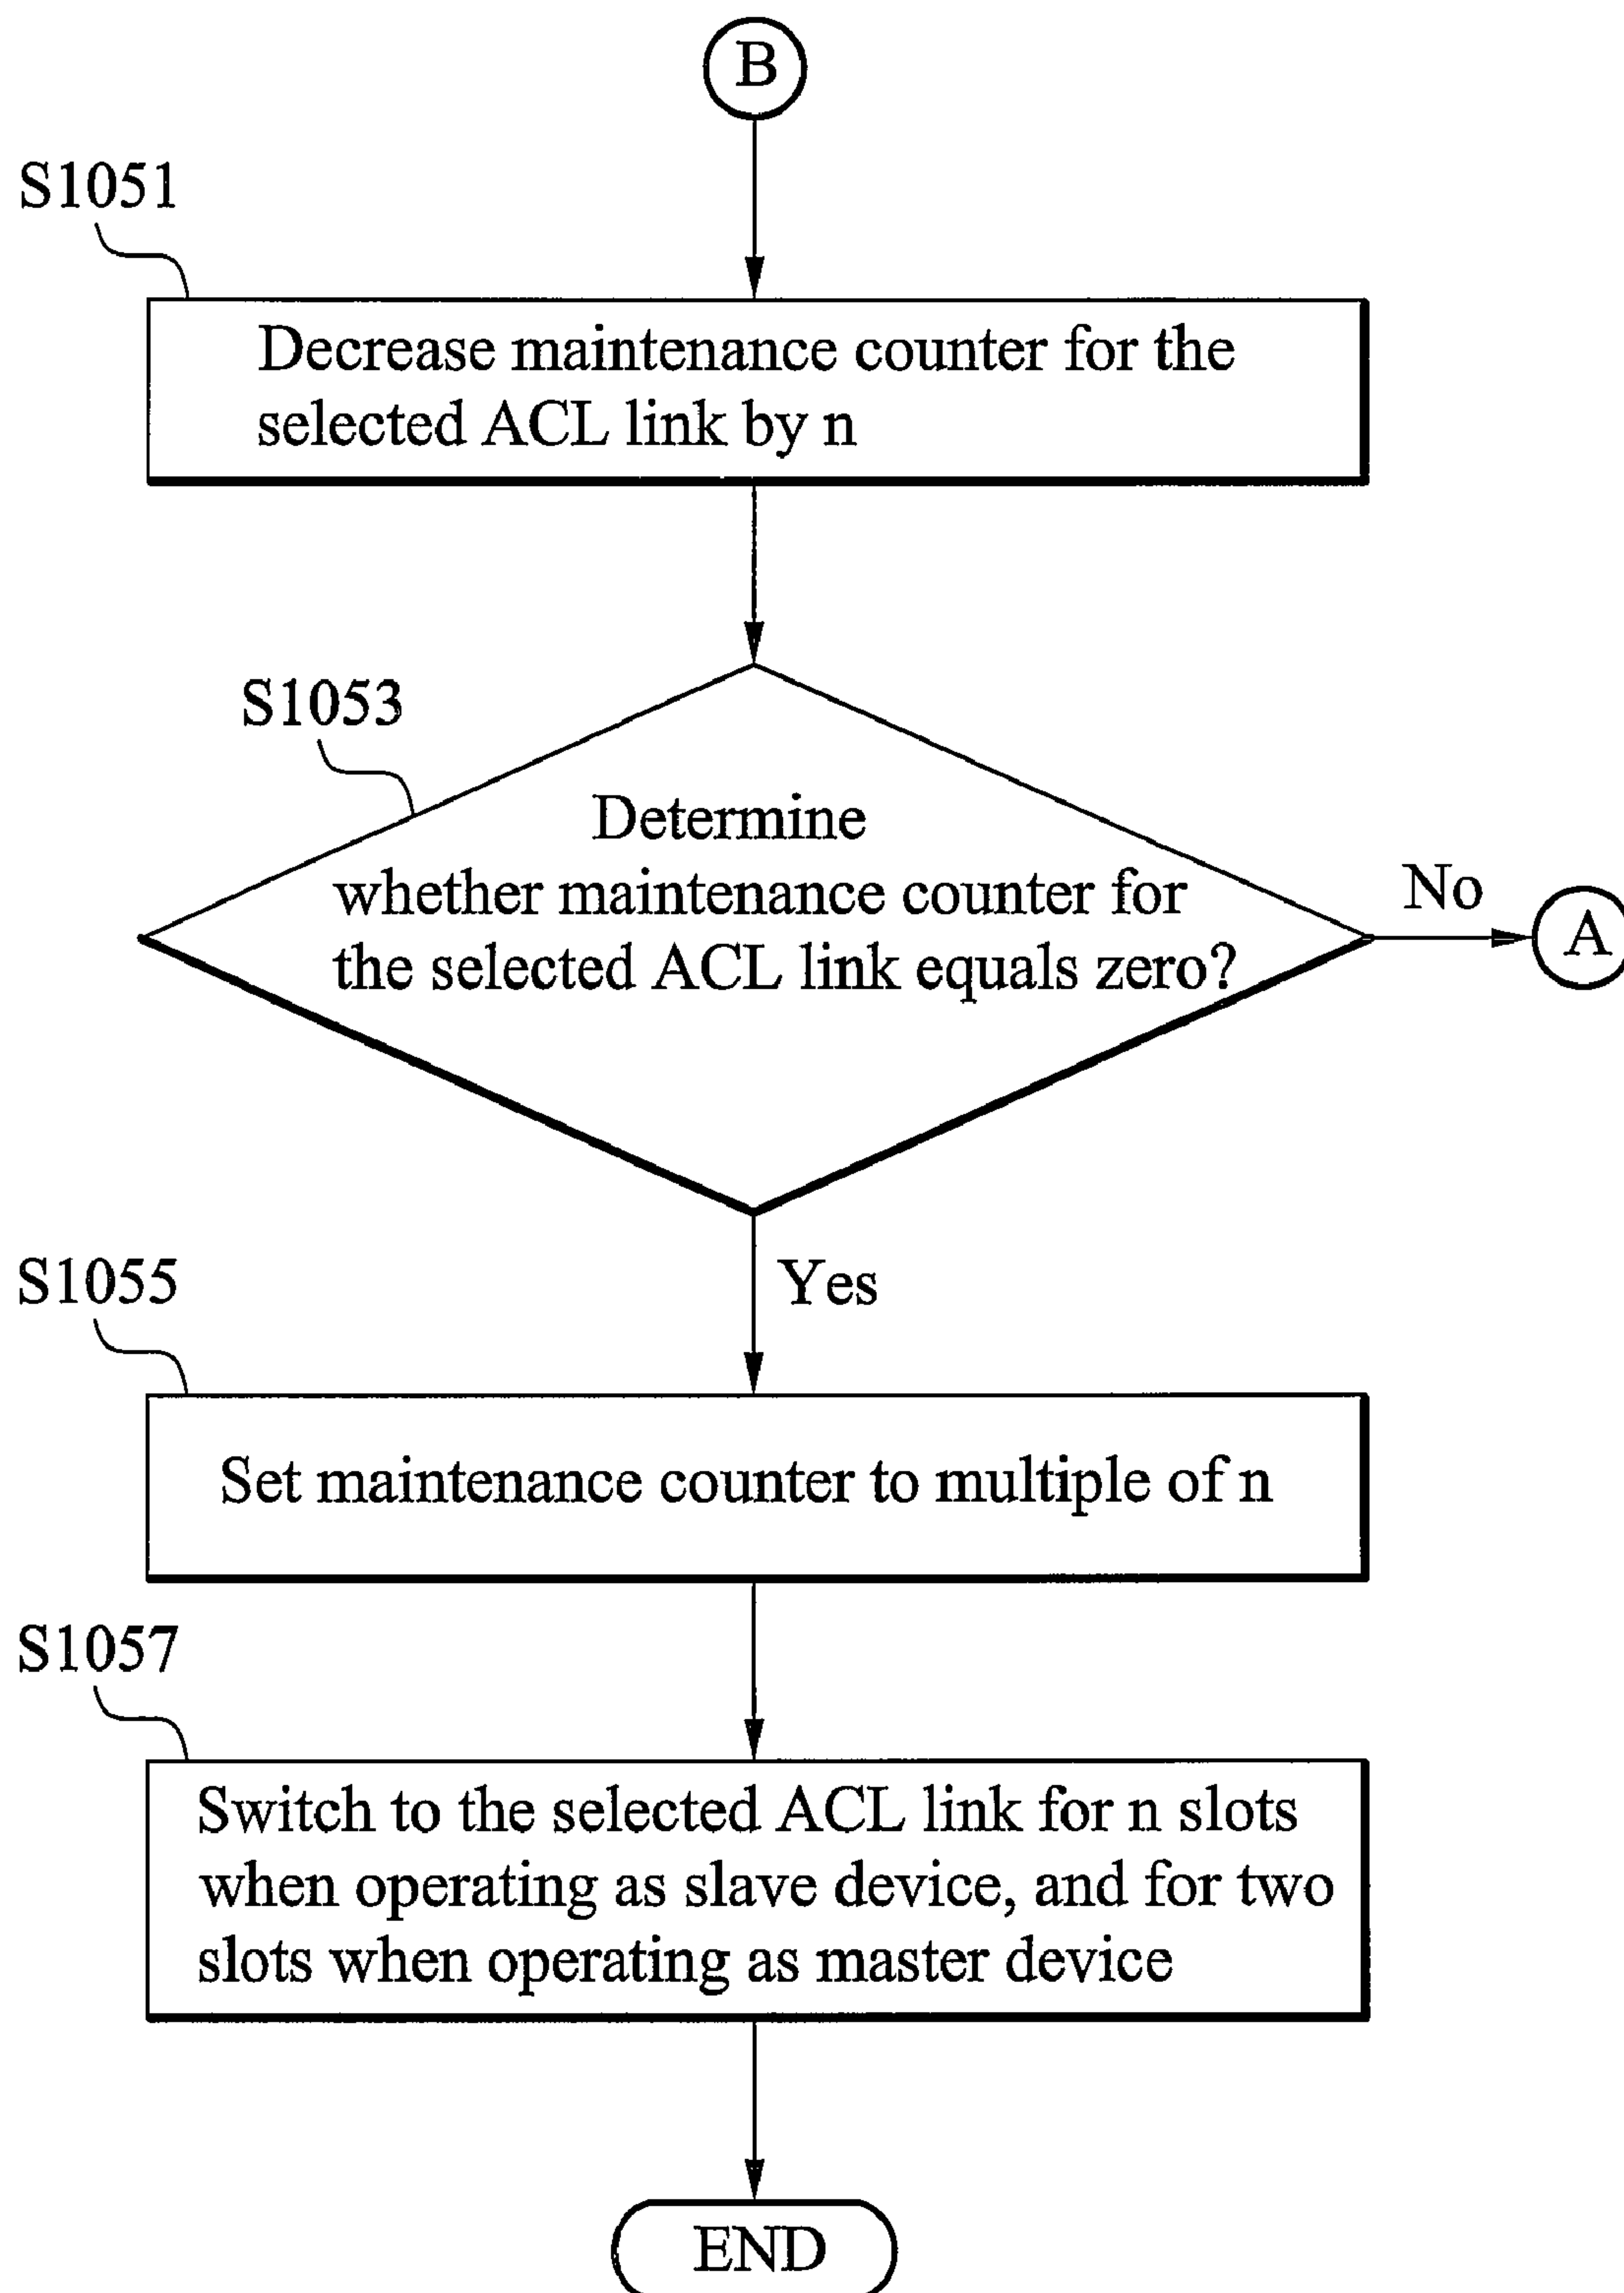 B
S1051
Decrease maintenance counter for the
selected ACL link by n
S1053
Determine
whether maintenance counter for
the selected ACL link equals zero?
No
A
Yes
S1055
Set maintenance counter to multiple of n
S1057
Switch to the selected ACL link for n slots
when operating as slave device, and for two
slots when operating as master device
END